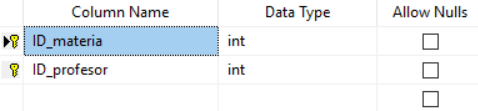 Column Name Data Type Allow Nulls
ID_materia int
ID_profesor int